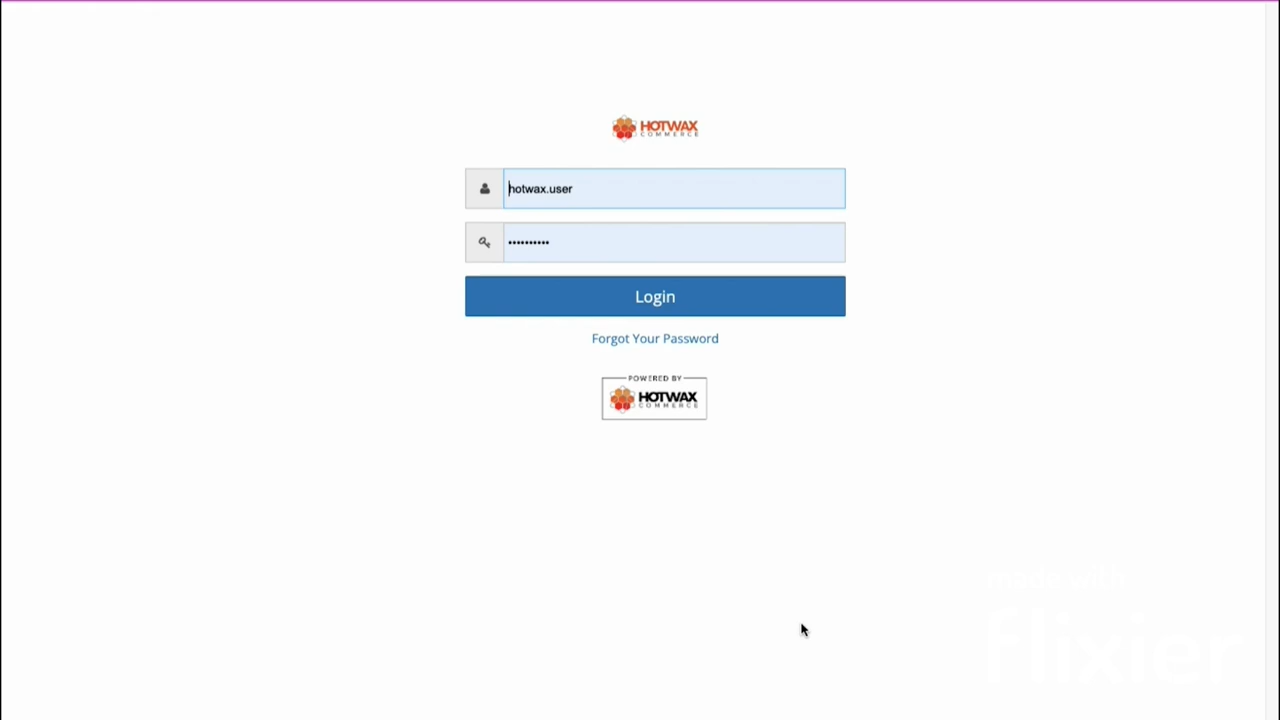 HOTWAX
COMMERCE
hotwax.user
••••••••••
Login
Forgot Your Password
POWERED BY
HOTWAX
COMMERCE
made with
flixier